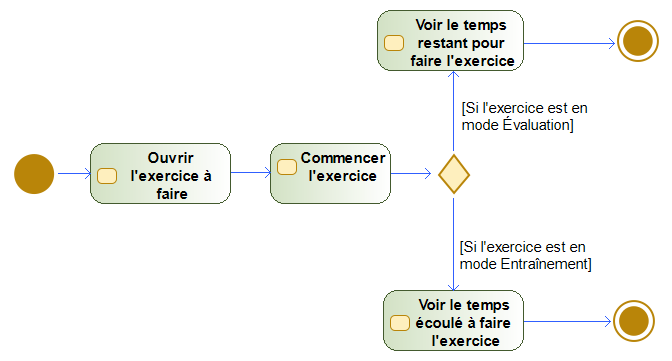 Voir le temps
restant pour
faire l'exercice
[Si l'exercice est en
mode Évaluation]
Ouvrir
l'exercice à
faire
Commencer
l'exercice
[Si l'exercice est en
mode Entraînement]
Voir le temps
écoulé à faire
l'exercice